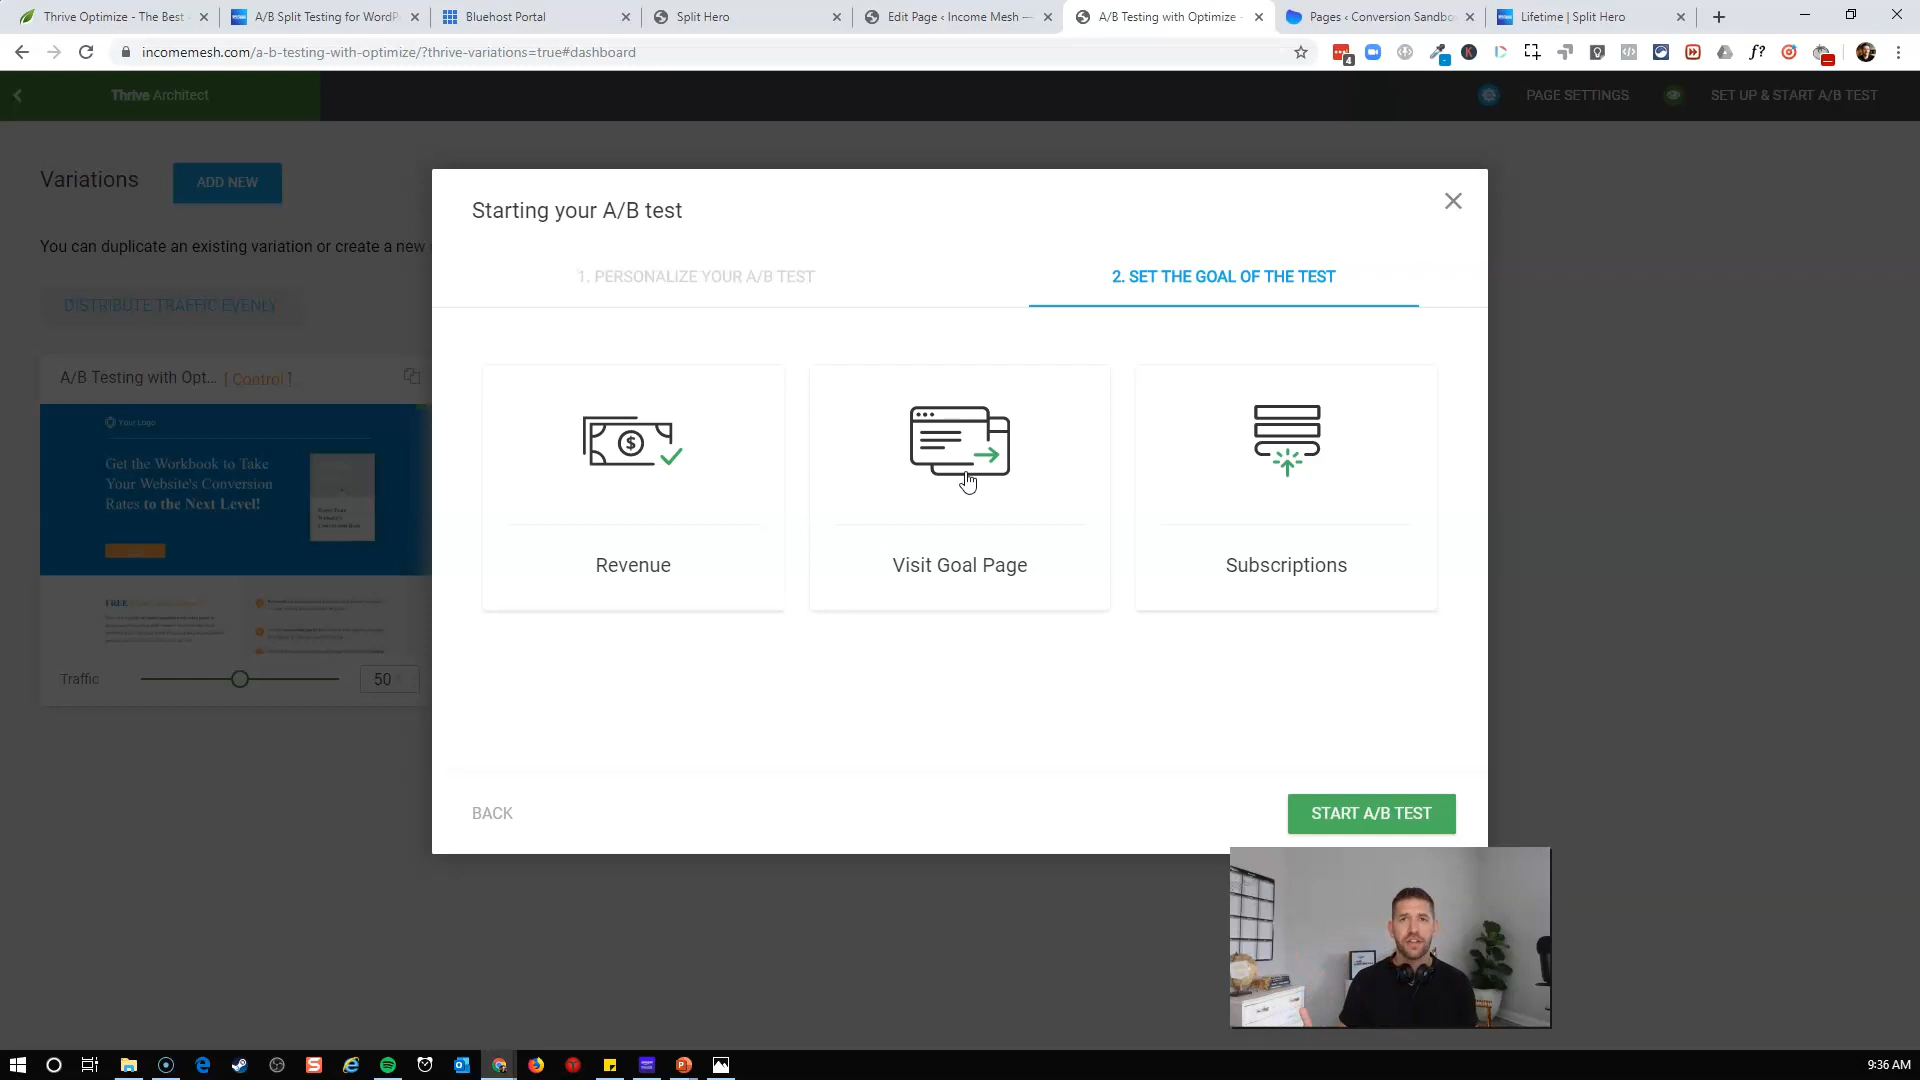 Thrive Optimize - The Best
A/B Split Testing for WordP
Bluehost Portal
Split Hero
Edit Page ‹ Income Mesh —
A/B Testing with Optimize -
Pages ‹ Conversion Sandbo
Lifetime | Split Hero
incomemesh.com/a-b-testing-with-optimize/?thrive-variations=true#dashboard
Thrive Architect
PAGE SETTINGS
SET UP & START A/B TEST
Variations
ADD NEW
You can duplicate an existing variation or create a new
DISTRIBUTE TRAFFIC EVENLY
A/B Testing with Opt... [ Control ]
Your Logo
Get the Workbook to Take
Your Website's Conversion
Rates to the Next Level!
FREE
Traffic
50
Starting your A/B test
1. PERSONALIZE YOUR A/B TEST
2. SET THE GOAL OF THE TEST
Revenue
Visit Goal Page
Subscriptions
BACK
START A/B TEST
9:36 AM